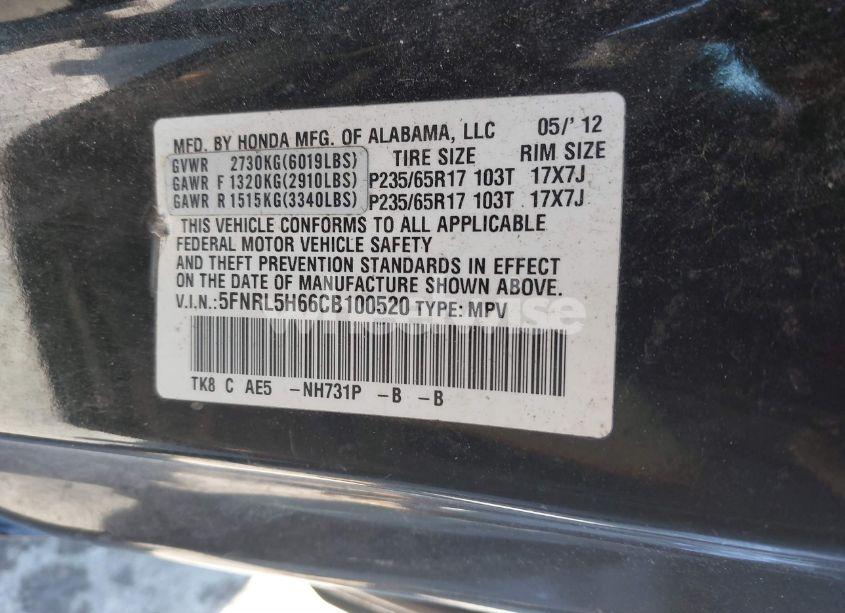 MFD. BY HONDA MFG. OF ALABAMA, LLC 05/' 12
GVWR 2730KG(6019LBS) TIRE SIZE RIM SIZE
GAWR F 1320KG(2910LBS) P235/65R17 103T 17X7J
GAWR R 1515KG(3340LBS) P235/65R17 103T 17X7J
THIS VEHICLE CONFORMS TO ALL APPLICABLE
FEDERAL MOTOR VEHICLE SAFETY
AND THEFT PREVENTION STANDARDS IN EFFECT
ON THE DATE OF MANUFACTURE SHOWN ABOVE.
V.I.N.: 5FNRL5H66CB100520 TYPE: MPV
TK8 C AE5 -NH731P -B -B